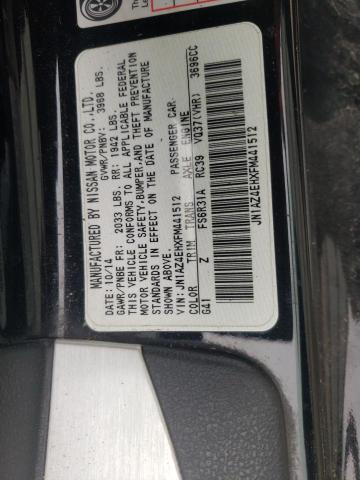 MANUFACTURED BY NISSAN MOTOR CO.,LTD.
DATE: 10/14 GVWR/PNBV: 3968 LBS.
GAWR/PNBE FR: 2033 LBS. RR: 1942 LBS.
THIS VEHICLE CONFORMS TO ALL APPLICABLE FEDERAL
MOTOR VEHICLE SAFETY,BUMPER,AND THEFT PREVENTION
STANDARDS IN EFFECT ON THE DATE OF MANUFACTURE
SHOWN ABOVE.
VIN: JN1AZ4EHXFM441512 PASSENGER CAR.
COLOR TRIM TRANS AXLE ENGINE
G41 Z FS6R31A RC39 VQ37(VHR) 3696CC
JN1AZ4EHXFM441512